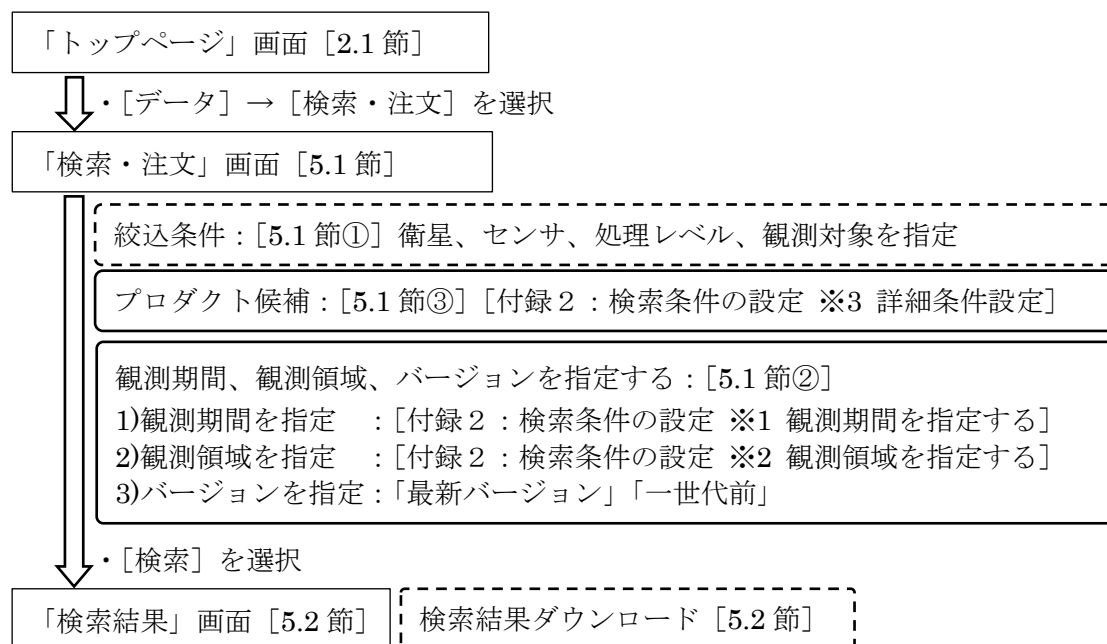 「トップページ」画面［2.1 節］
・［データ］→［検索・注文］を選択
「検索・注文」画面［5.1 節］
絞込条件：［5.1 節①］衛星、センサ、処理レベル、観測対象を指定
プロダクト候補：［5.1 節③］［付録２：検索条件の設定 ※3 詳細条件設定］
観測期間、観測領域、バージョンを指定する：［5.1 節②］
1)観測期間を指定　：［付録２：検索条件の設定 ※1 観測期間を指定する］
2)観測領域を指定　：［付録２：検索条件の設定 ※2 観測領域を指定する］
3)バージョンを指定：「最新バージョン」「一世代前」
・［検索］を選択
「検索結果」画面［5.2 節］
検索結果ダウンロード［5.2 節］